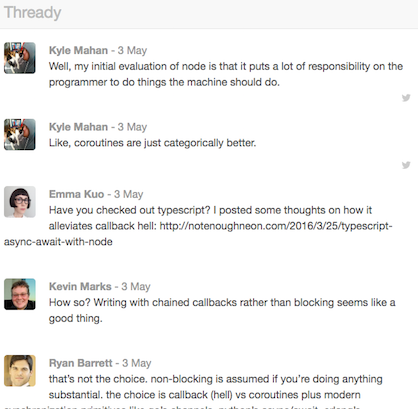 Thready
Kyle Mahan - 3 May
Well, my initial evaluation of node is that it puts a lot of responsibility on the
programmer to do things the machine should do.
Kyle Mahan - 3 May
Like, coroutines are just categorically better.
Emma Kuo - 3 May
Have you checked out typescript? I posted some thoughts on how it
alleviates callback hell: http://notenoughneon.com/2016/3/25/typescript-
async-await-with-node
Kevin Marks - 3 May
How so? Writing with chained callbacks rather than blocking seems like a
good thing.
Ryan Barrett - 3 May
that's not the choice. non-blocking is assumed if you're doing anything
substantial. the choice is callback (hell) vs coroutines plus modern